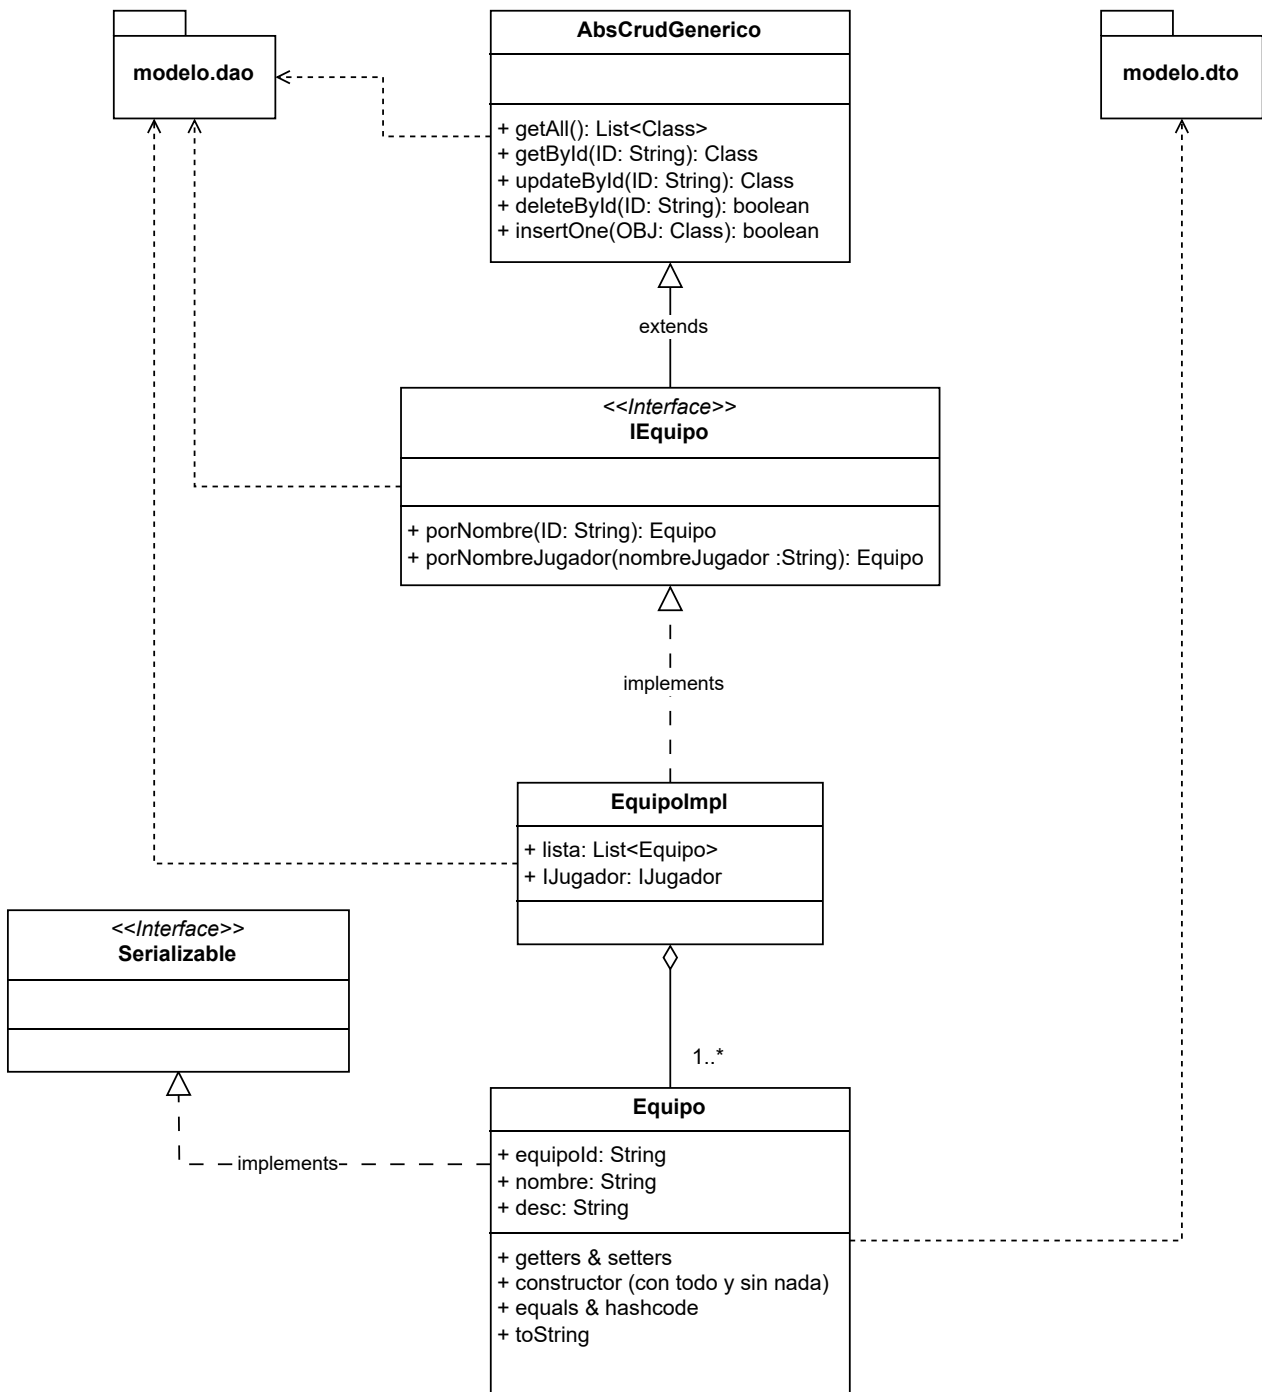 modelo.dao
AbsCrudGenerico
modelo.dto
+ getAll(): List<Class>
+ getById(ID: String): Class
+ updateById(ID: String): Class
+ deleteById(ID: String): boolean
+ insertOne(OBJ: Class): boolean
extends
<<Interface>>
IEquipo
+ porNombre(ID: String): Equipo
+ porNombreJugador(nombreJugador :String): Equipo
implements
EquipoImpl
+ lista: List<Equipo>
+ IJugador: IJugador
<<Interface>>
Serializable
1..*
implements
Equipo
+ equipoId: String
+ nombre: String
+ desc: String
+ getters & setters
+ constructor (con todo y sin nada)
+ equals & hashcode
+ toString